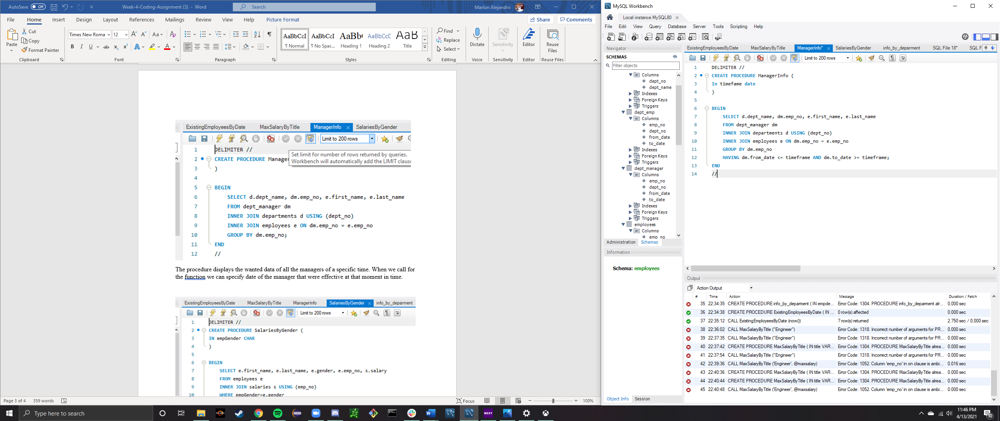 AutoSave Off
Week-4-Coding-Assignment (3) - Word
Search
Marlon Alejandro
File Home Insert Design Layout References Mailings Review View Help Picture Format
Share Comments
Paste
Cut
Copy
Format Painter
Clipboard
Times New Roma 12
Font
Paragraph
AaBbCcI AaBbCcI AaBb( AaBbCcC AaB
¶ Normal ¶ No Spac... Heading 1 Heading 2 Title
Styles
Find
Replace
Select
Editing
Dictate
Voice
Sensitivity
Sensitivity
Editor
Editor
Reuse Files
Reuse Files
ExistingEmployeesByDate MaxSalaryByTitle ManagerInfo SalariesByGender
Limit to 200 rows
Set limit for number of rows returned by queries.
Workbench will automatically add the LIMIT clause
1 DELIMITER //
2 CREATE PROCEDURE Manager
3 )
4
5 BEGIN
6 SELECT d.dept_name, dm.emp_no, e.first_name, e.last_name
7 FROM dept_manager dm
8 INNER JOIN departments d USING (dept_no)
9 INNER JOIN employees e ON dm.emp_no = e.emp_no
10 GROUP BY dm.emp_no;
11 END
12 //
The procedure displays the wanted data of all the managers of a specific time. When we call for
the function we can specify date of the manager that were effective at that moment in time.
ExistingEmployeesByDate MaxSalaryByTitle ManagerInfo SalariesByGender info_by_deparment
Limit to 200 rows
1 DELIMITER //
2 CREATE PROCEDURE SalariesByGender (
3 IN empGender CHAR
4 )
5
6 BEGIN
7 SELECT e.first_name, e.last_name, e.gender, e.emp_no, s.salary
8 FROM employees e
9 INNER JOIN salaries s USING (emp_no)
10 WHERE empGender=e.gender
Page 3 of 4 359 words
Focus
100%
MySQL Workbench
Local instance MySQL80
File Edit View Query Database Server Tools Scripting Help
Navigator
SCHEMAS
Filter objects
Columns
dept_no
dept_name
Indexes
Foreign Keys
Triggers
dept_emp
Columns
emp_no
dept_no
from_date
to_date
Indexes
Foreign Keys
Triggers
dept_manager
Columns
emp_no
dept_no
from_date
to_date
Indexes
Foreign Keys
Triggers
employees
Columns
emp_no
Administration Schemas
Information
Schema: employees
Object Info Session
ExistingEmployeesByDate MaxSalaryByTitle ManagerInfo* SalariesByGender info_by_deparment SQL File 18* SQL F
Limit to 200 rows
1 DELIMITER //
2 CREATE PROCEDURE ManagerInfo (
3 In timefame date
4 )
5
6 BEGIN
7 SELECT d.dept_name, dm.emp_no, e.first_name, e.last_name
8 FROM dept_manager dm
9 INNER JOIN departments d USING (dept_no)
10 INNER JOIN employees e ON dm.emp_no = e.emp_no
11 GROUP BY dm.emp_no
12 HAVING dm.from_date <= timeframe AND dm.to_date >= timeframe;
13 END
14 //
Output
Action Output
# Time Action Message Duration / Fetch
35 22:34:35 CREATE PROCEDURE info_by_deparment ( IN empde... Error Code: 1304. PROCEDURE info_by_deparment alr... 0.000 sec
36 22:34:38 CREATE PROCEDURE ExistingEmployeesByDate ( IN ... 0 row(s) affected 0.000 sec
37 22:35:12 CALL ExistingEmployeesByDate (now()) 7 row(s) returned 2.750 sec / 0.000 sec
38 22:36:02 CALL MaxSalaryByTitle ("Engineer") Error Code: 1318. Incorrect number of arguments for PR... 0.000 sec
39 22:37:35 CALL MaxSalaryByTitle ("Engineer") Error Code: 1318. Incorrect number of arguments for PR... 0.000 sec
40 22:37:42 CREATE PROCEDURE MaxSalaryByTitle ( IN title VAR... Error Code: 1304. PROCEDURE MaxSalaryByTitle alrea... 0.000 sec
41 22:37:54 CALL MaxSalaryByTitle ("Engineer") Error Code: 1318. Incorrect number of arguments for PR... 0.000 sec
42 22:39:36 CALL MaxSalaryByTitle ('Engineer', @maxsalary) Error Code: 1052. Column 'emp_no' in on clause is ambi... 0.016 sec
43 22:40:36 CREATE PROCEDURE MaxSalaryByTitle ( IN title VAR... Error Code: 1304. PROCEDURE MaxSalaryByTitle alrea... 0.000 sec
44 22:40:44 CREATE PROCEDURE MaxSalaryByTitle ( IN title VAR... Error Code: 1304. PROCEDURE MaxSalaryByTitle alrea... 0.000 sec
45 22:40:48 CALL MaxSalaryByTitle ('Engineer', @maxsalary) Error Code: 1052. Column 'emp_no' in on clause is ambi... 0.000 sec
Type here to search
RYZEN
NZXT
11:46 PM
4/13/2021
10